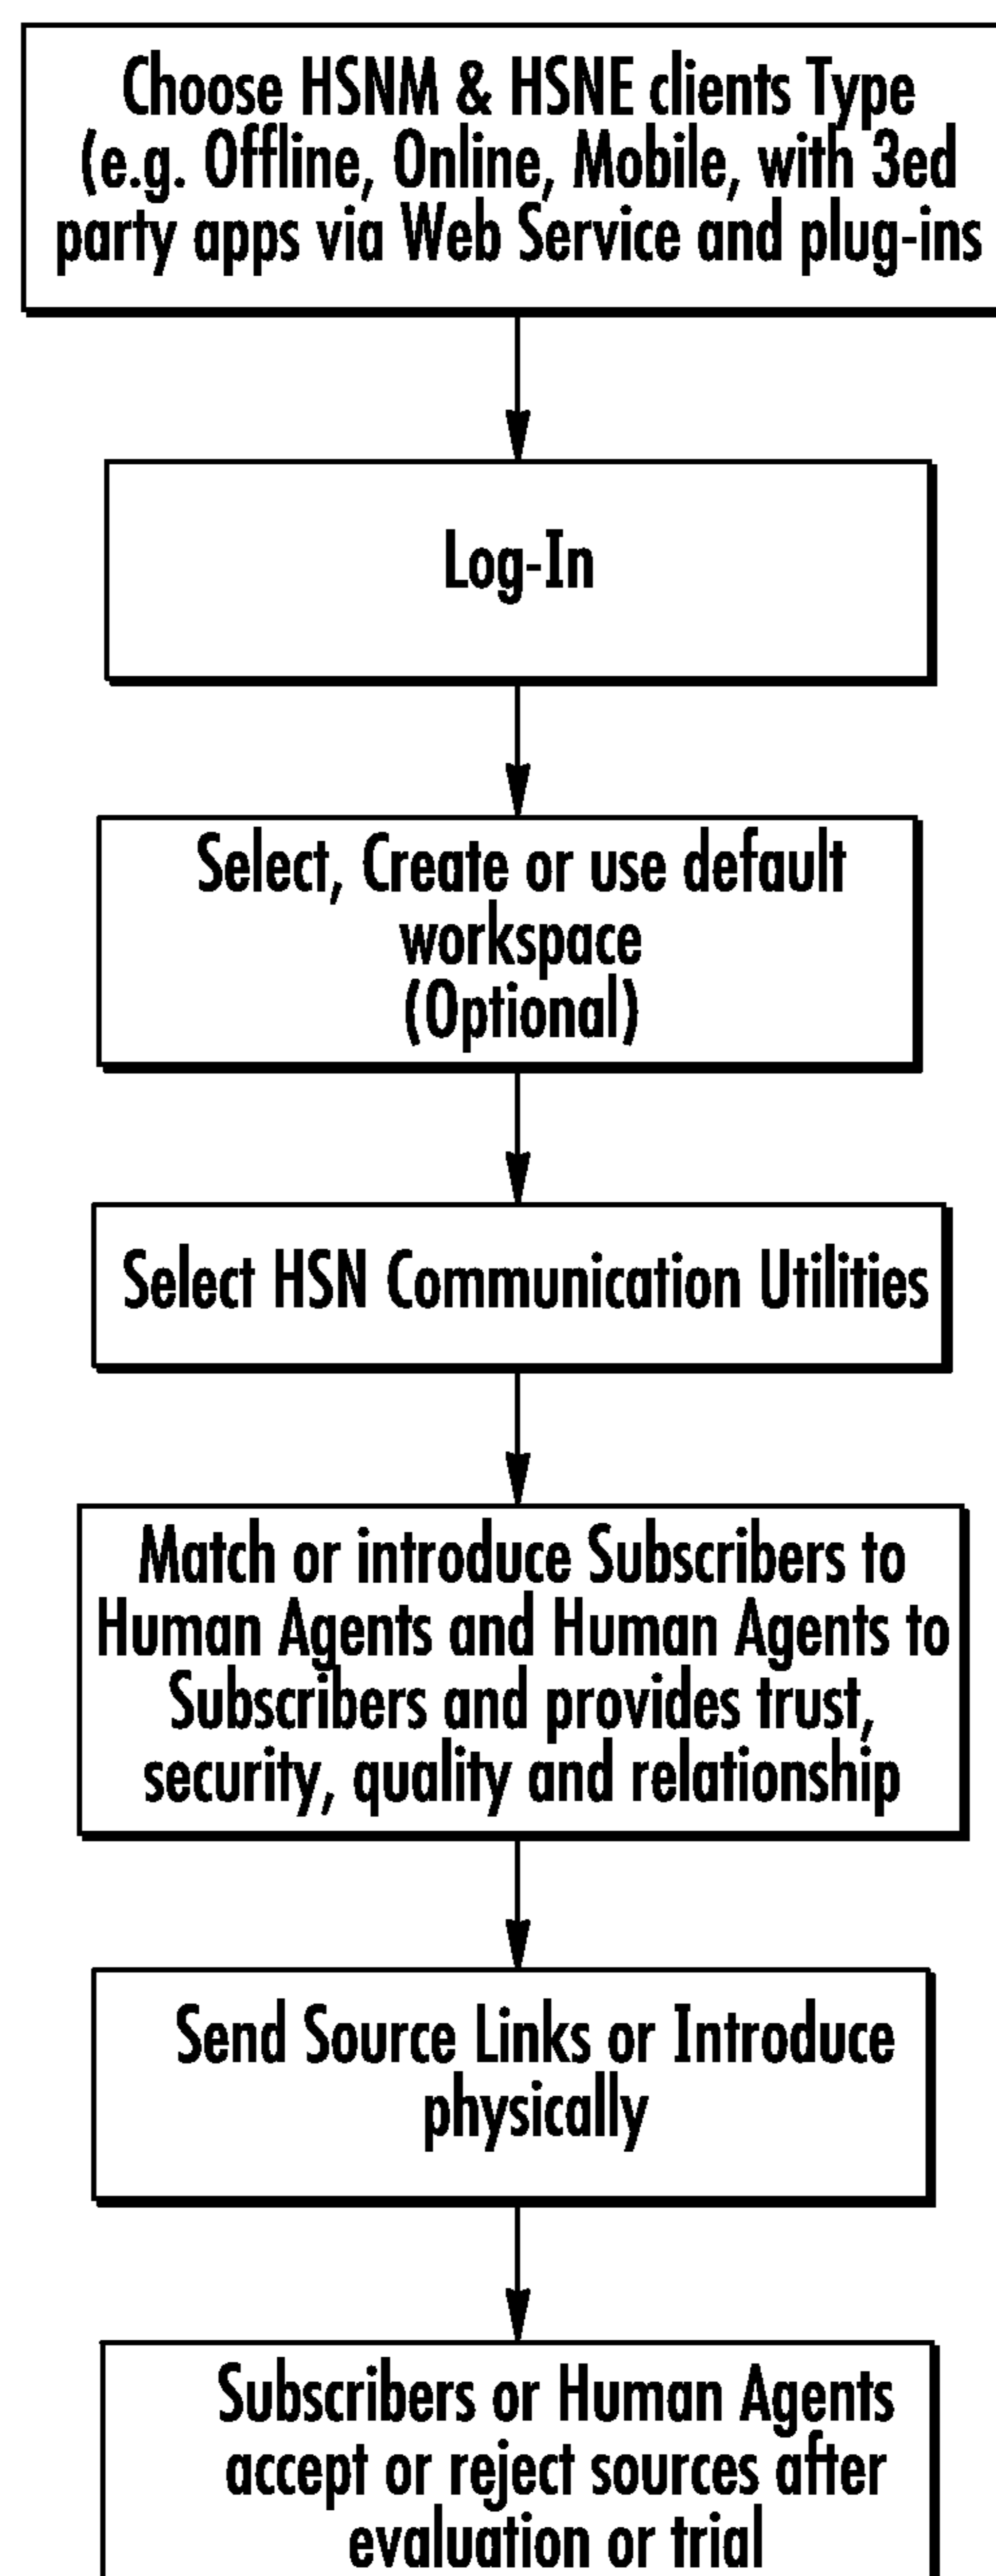 Choose HSNM & HSNE clients Type
(e.g. Offline, Online, Mobile, with 3ed
party apps via Web Service and plug-ins
Log-In
Select, Create or use default
workspace
(Optional)
Select HSN Communication Utilities
Match or introduce Subscribers to
Human Agents and Human Agents to
Subscribers and provides trust,
security, quality and relationship
Send Source Links or Introduce
physically
Subscribers or Human Agents
accept or reject sources after
evaluation or trial